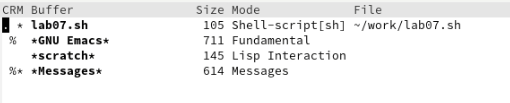 CRM Buffer Size Mode File
. * lab07.sh 105 Shell-script[sh] ~/work/lab07.sh
% *GNU Emacs* 711 Fundamental
*scratch* 145 Lisp Interaction
%* *Messages* 614 Messages